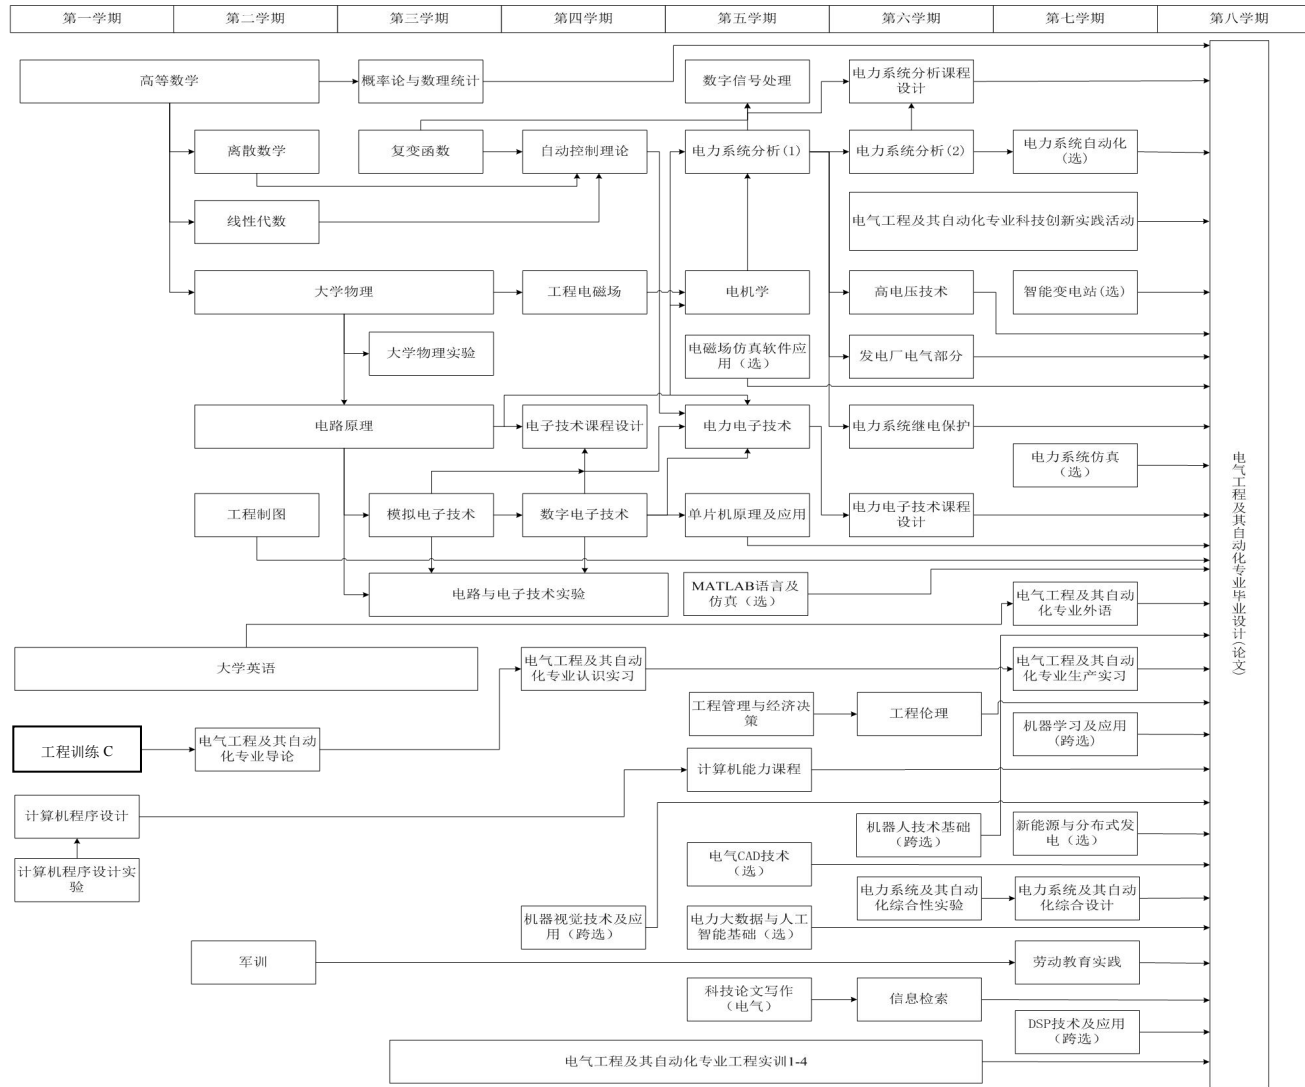 第一学期
第二学期
第三学期
第四学期
第五学期
第六学期
第七学期
第八学期
高等数学
概率论与数理统计
数字信号处理
电力系统分析课程
设计
离散数学
复变函数
自动控制理论
电力系统分析(1)
电力系统分析(2)
电力系统自动化
(选)
线性代数
电气工程及其自动化专业科技创新实践活动
大学物理
工程电磁场
电机学
高电压技术
智能变电站(选)
大学物理实验
电磁场仿真软件应
用（选）
发电厂电气部分
电路原理
电子技术课程设计
电力电子技术
电力系统继电保护
电力系统仿真
（选）
工程制图
模拟电子技术
数字电子技术
单片机原理及应用
电力电子技术课程
设计
电路与电子技术实验
MATLAB语言及
仿真（选）
电气工程及其自动
化专业外语
大学英语
电气工程及其自动
化专业认识实习
电气工程及其自动
化专业生产实习
工程管理与经济决
策
工程伦理
机器学习及应用
(跨选)
工程训练 C
电气工程及其自动
化专业导论
计算机能力课程
计算机程序设计
机器人技术基础
（跨选）
新能源与分布式发
电（选）
计算机程序设计实
验
电气CAD技术
（选）
电力系统及其自动
化综合性实验
电力系统及其自动
化综合设计
机器视觉技术及应
用（跨选）
电力大数据与人工
智能基础（选）
军训
劳动教育实践
科技论文写作
（电气）
信息检索
DSP技术及应用
（跨选）
电气工程及其自动化专业工程实训1-4
电气工程及其自动化专业毕业设计(论文)